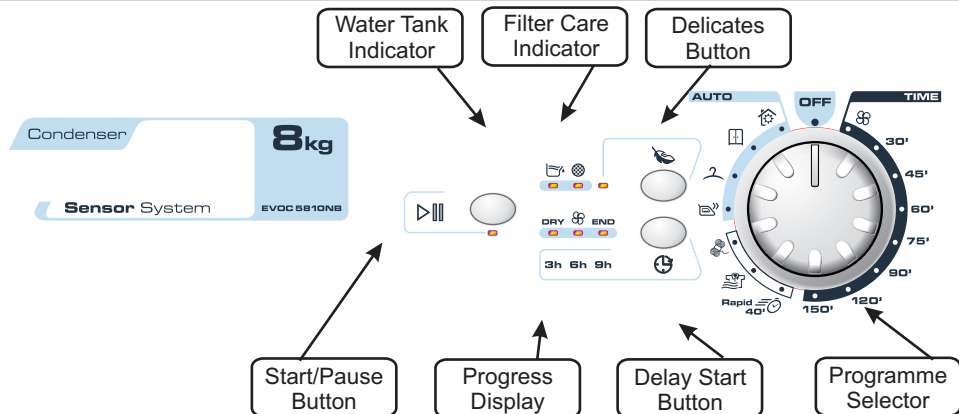 Water Tank
Indicator
Filter Care
Indicator
Delicates
Button
Condenser
8kg
Sensor System
EVOC 5810NB
DRY
END
3h 6h 9h
AUTO
OFF
TIME
30'
45'
60'
75'
90'
120'
150'
Rapid
40'
Start/Pause
Button
Progress
Display
Delay Start
Button
Programme
Selector